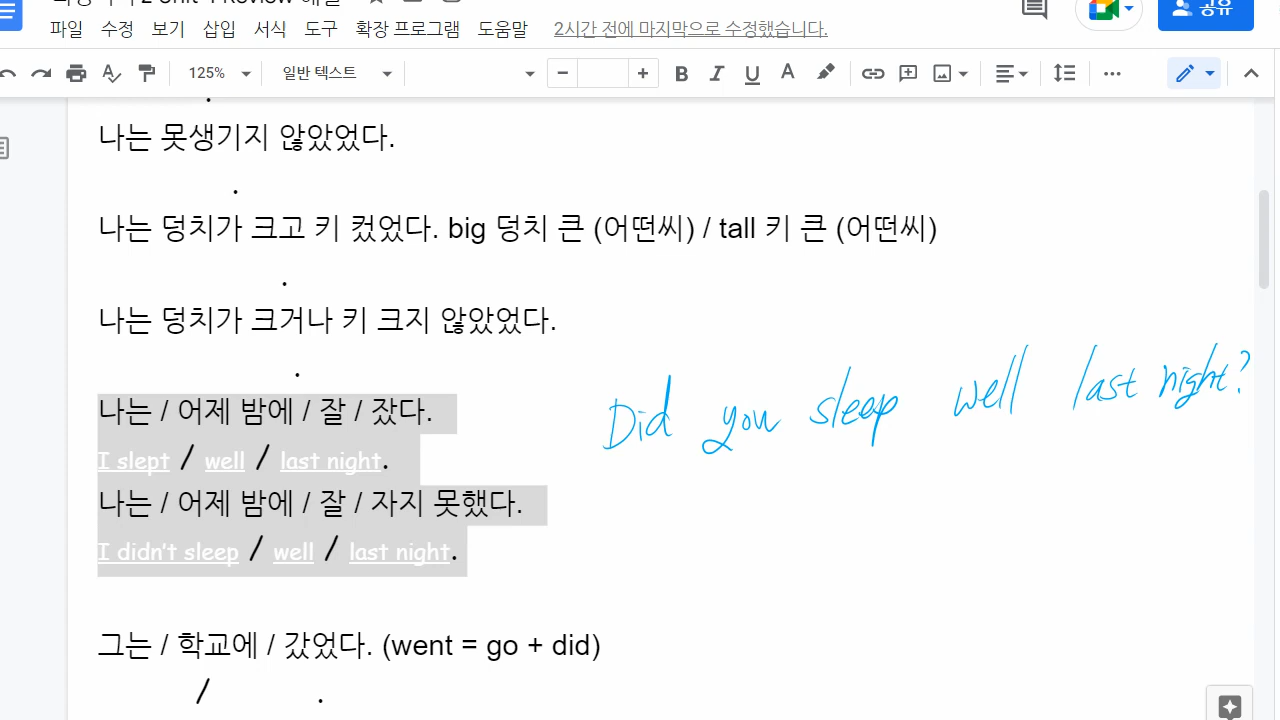 파일 수정 보기 삽입 서식 도구 확장 프로그램 도움말 2시간 전에 마지막으로 수정했습니다.
공유
125% 일반 텍스트 − + B I U A ...
.
나는 못생기지 않았었다.
.
나는 덩치가 크고 키 컸었다. big 덩치 큰 (어떤씨) / tall 키 큰 (어떤씨)
.
나는 덩치가 크거나 키 크지 않았었다.
.
나는 / 어제 밤에 / 잘 / 잤다.
Did you sleep well last night?
I slept / well / last night.
나는 / 어제 밤에 / 잘 / 자지 못했다.
I didn't sleep / well / last night.
그는 / 학교에 / 갔었다. (went = go + did)
/ .